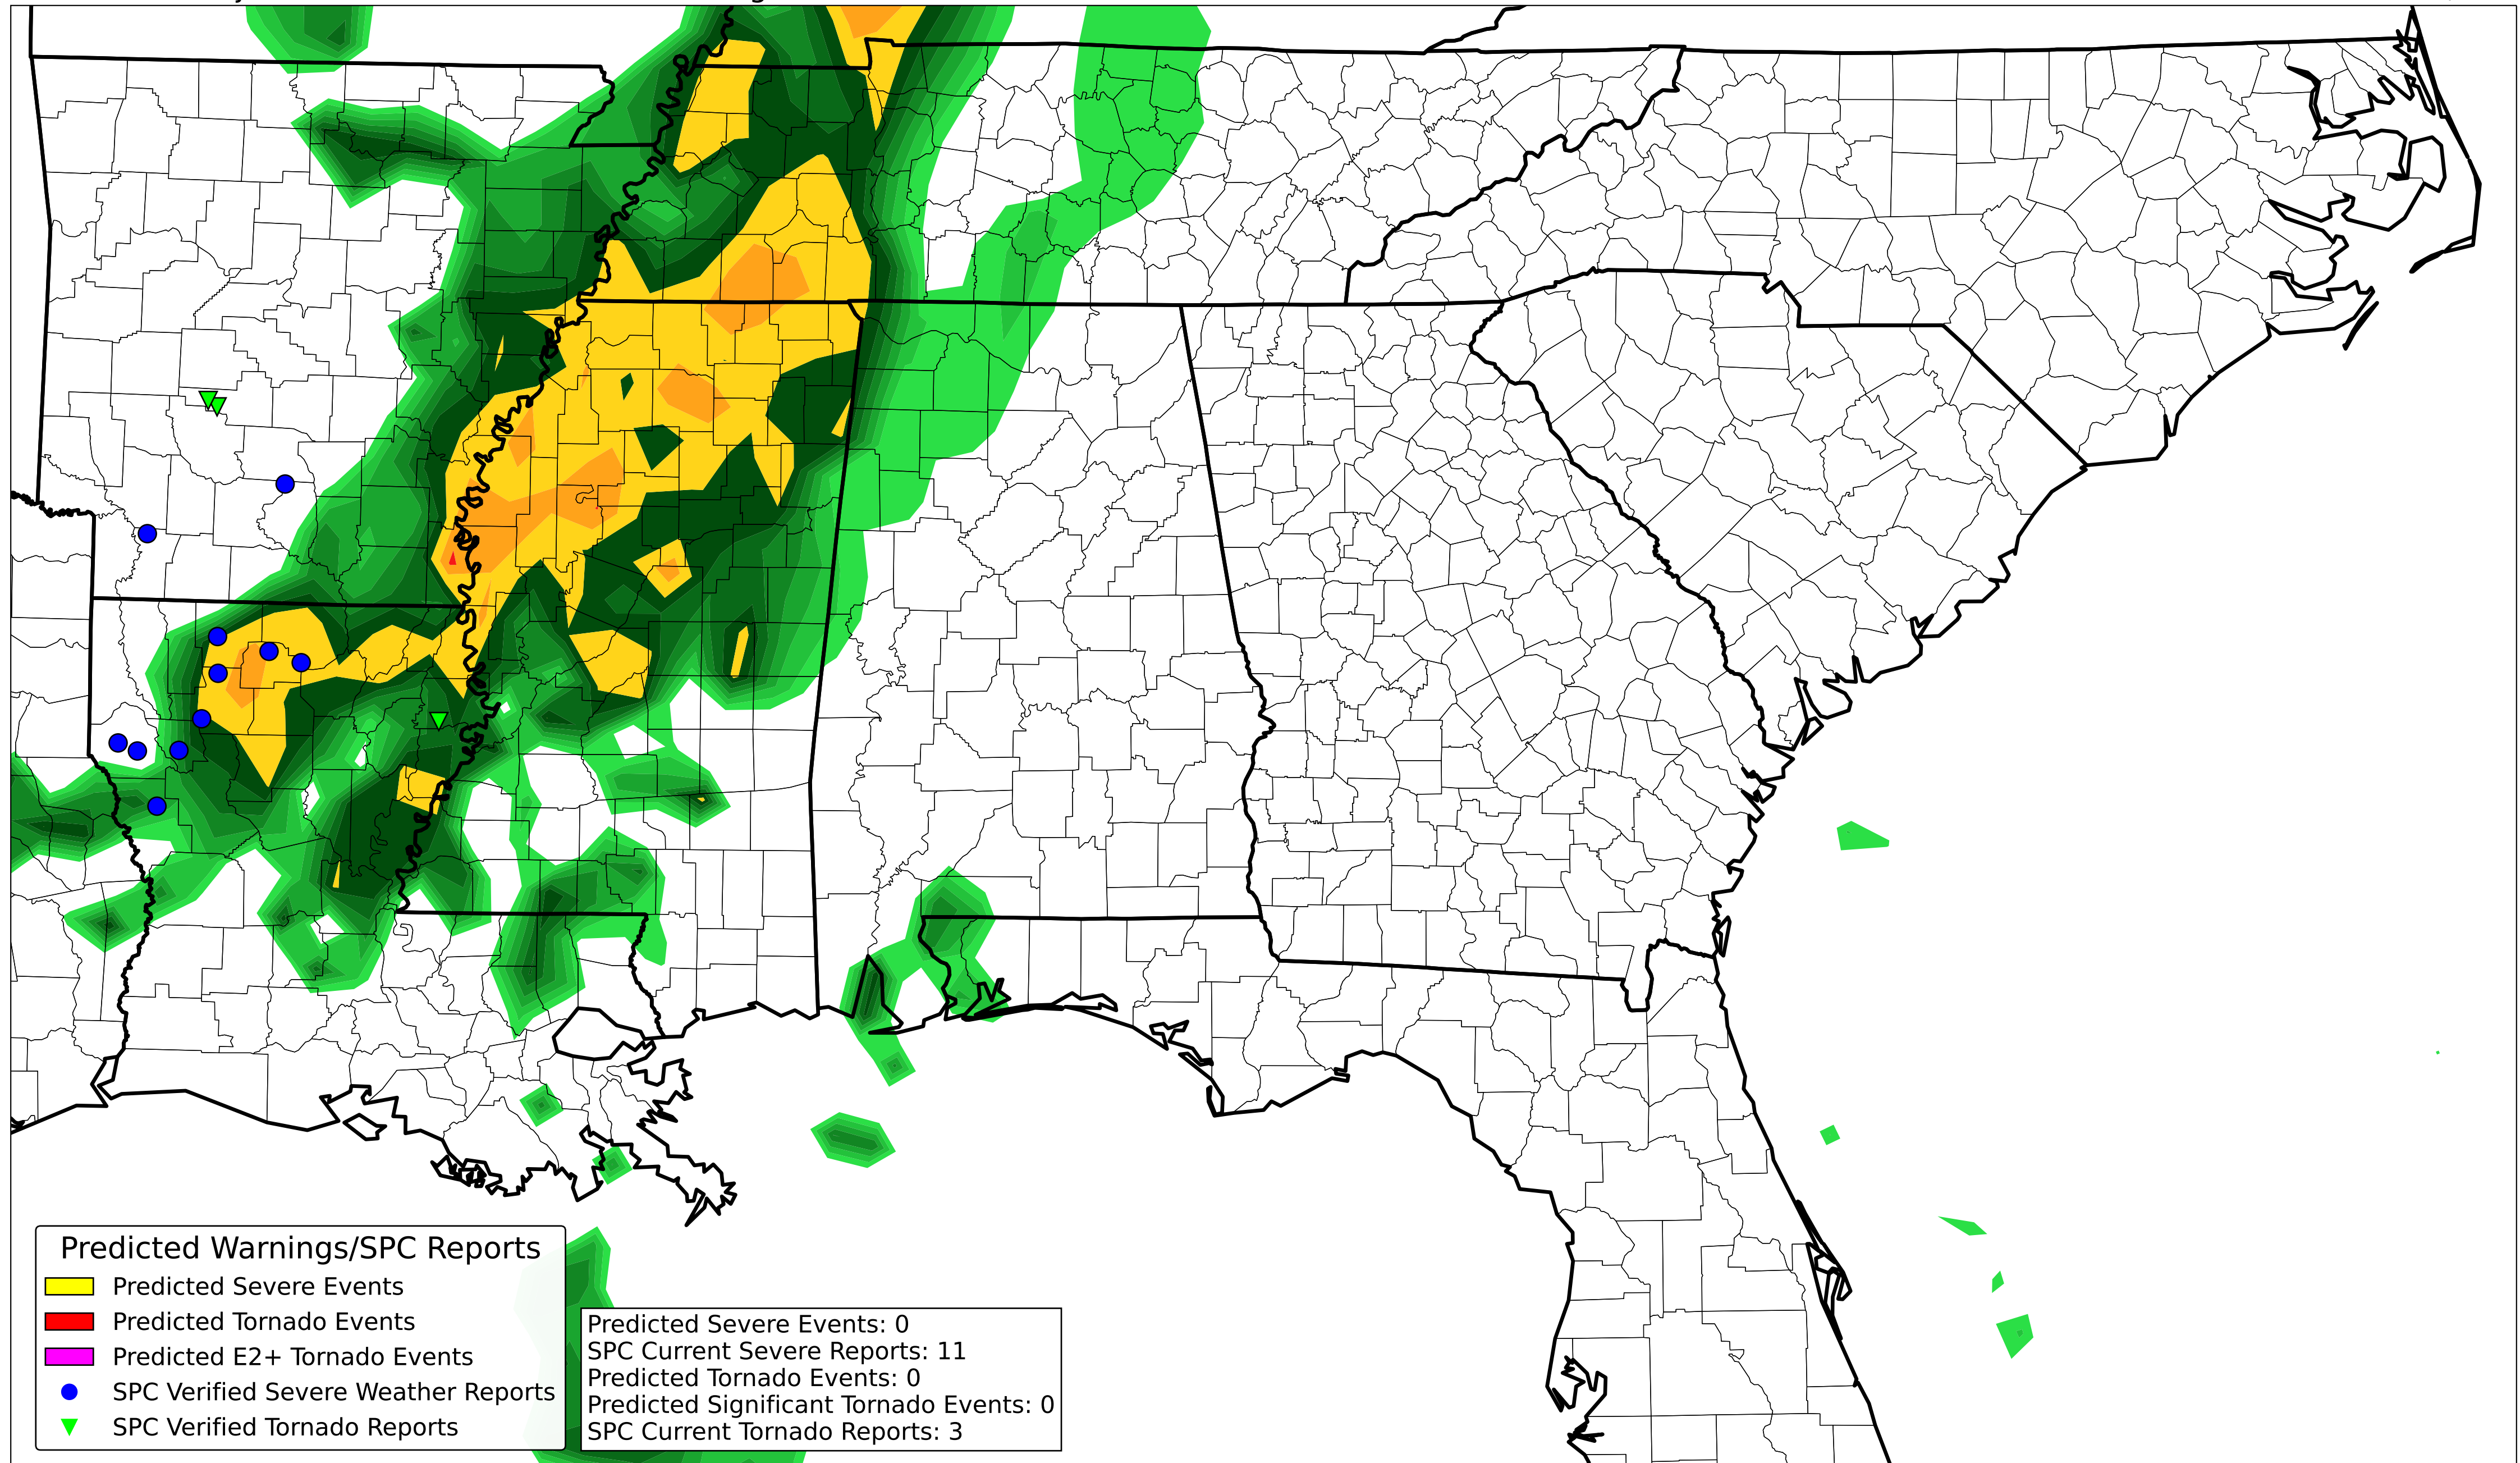 Predicted Warnings/SPC Reports
Predicted Severe Events
Predicted Tornado Events
Predicted E2+ Tornado Events
SPC Verified Severe Weather Reports
SPC Verified Tornado Reports
Predicted Severe Events: 0
SPC Current Severe Reports: 11
Predicted Tornado Events: 0
Predicted Significant Tornado Events: 0
SPC Current Tornado Reports: 3